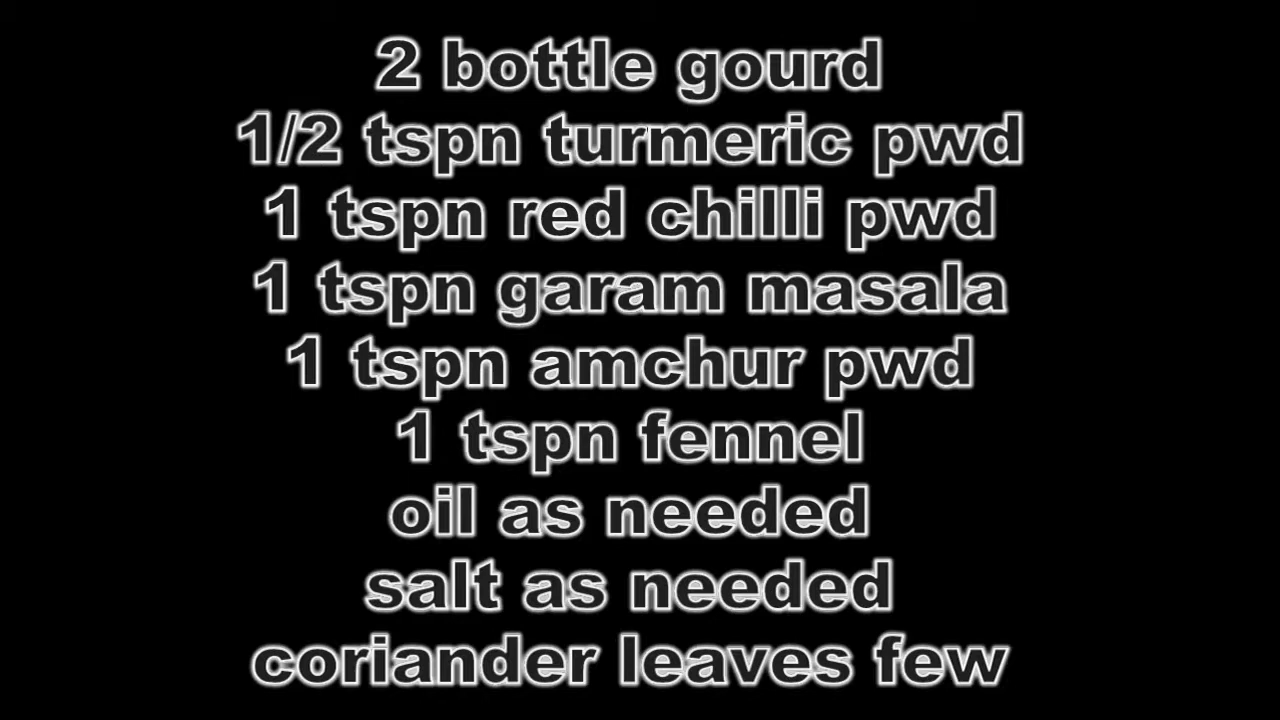 2 bottle gourd
1/2 tspn turmeric pwd
1 tspn red chilli pwd
1 tspn garam masala
1 tspn amchur pwd
1 tspn fennel
oil as needed
salt as needed
coriander leaves few